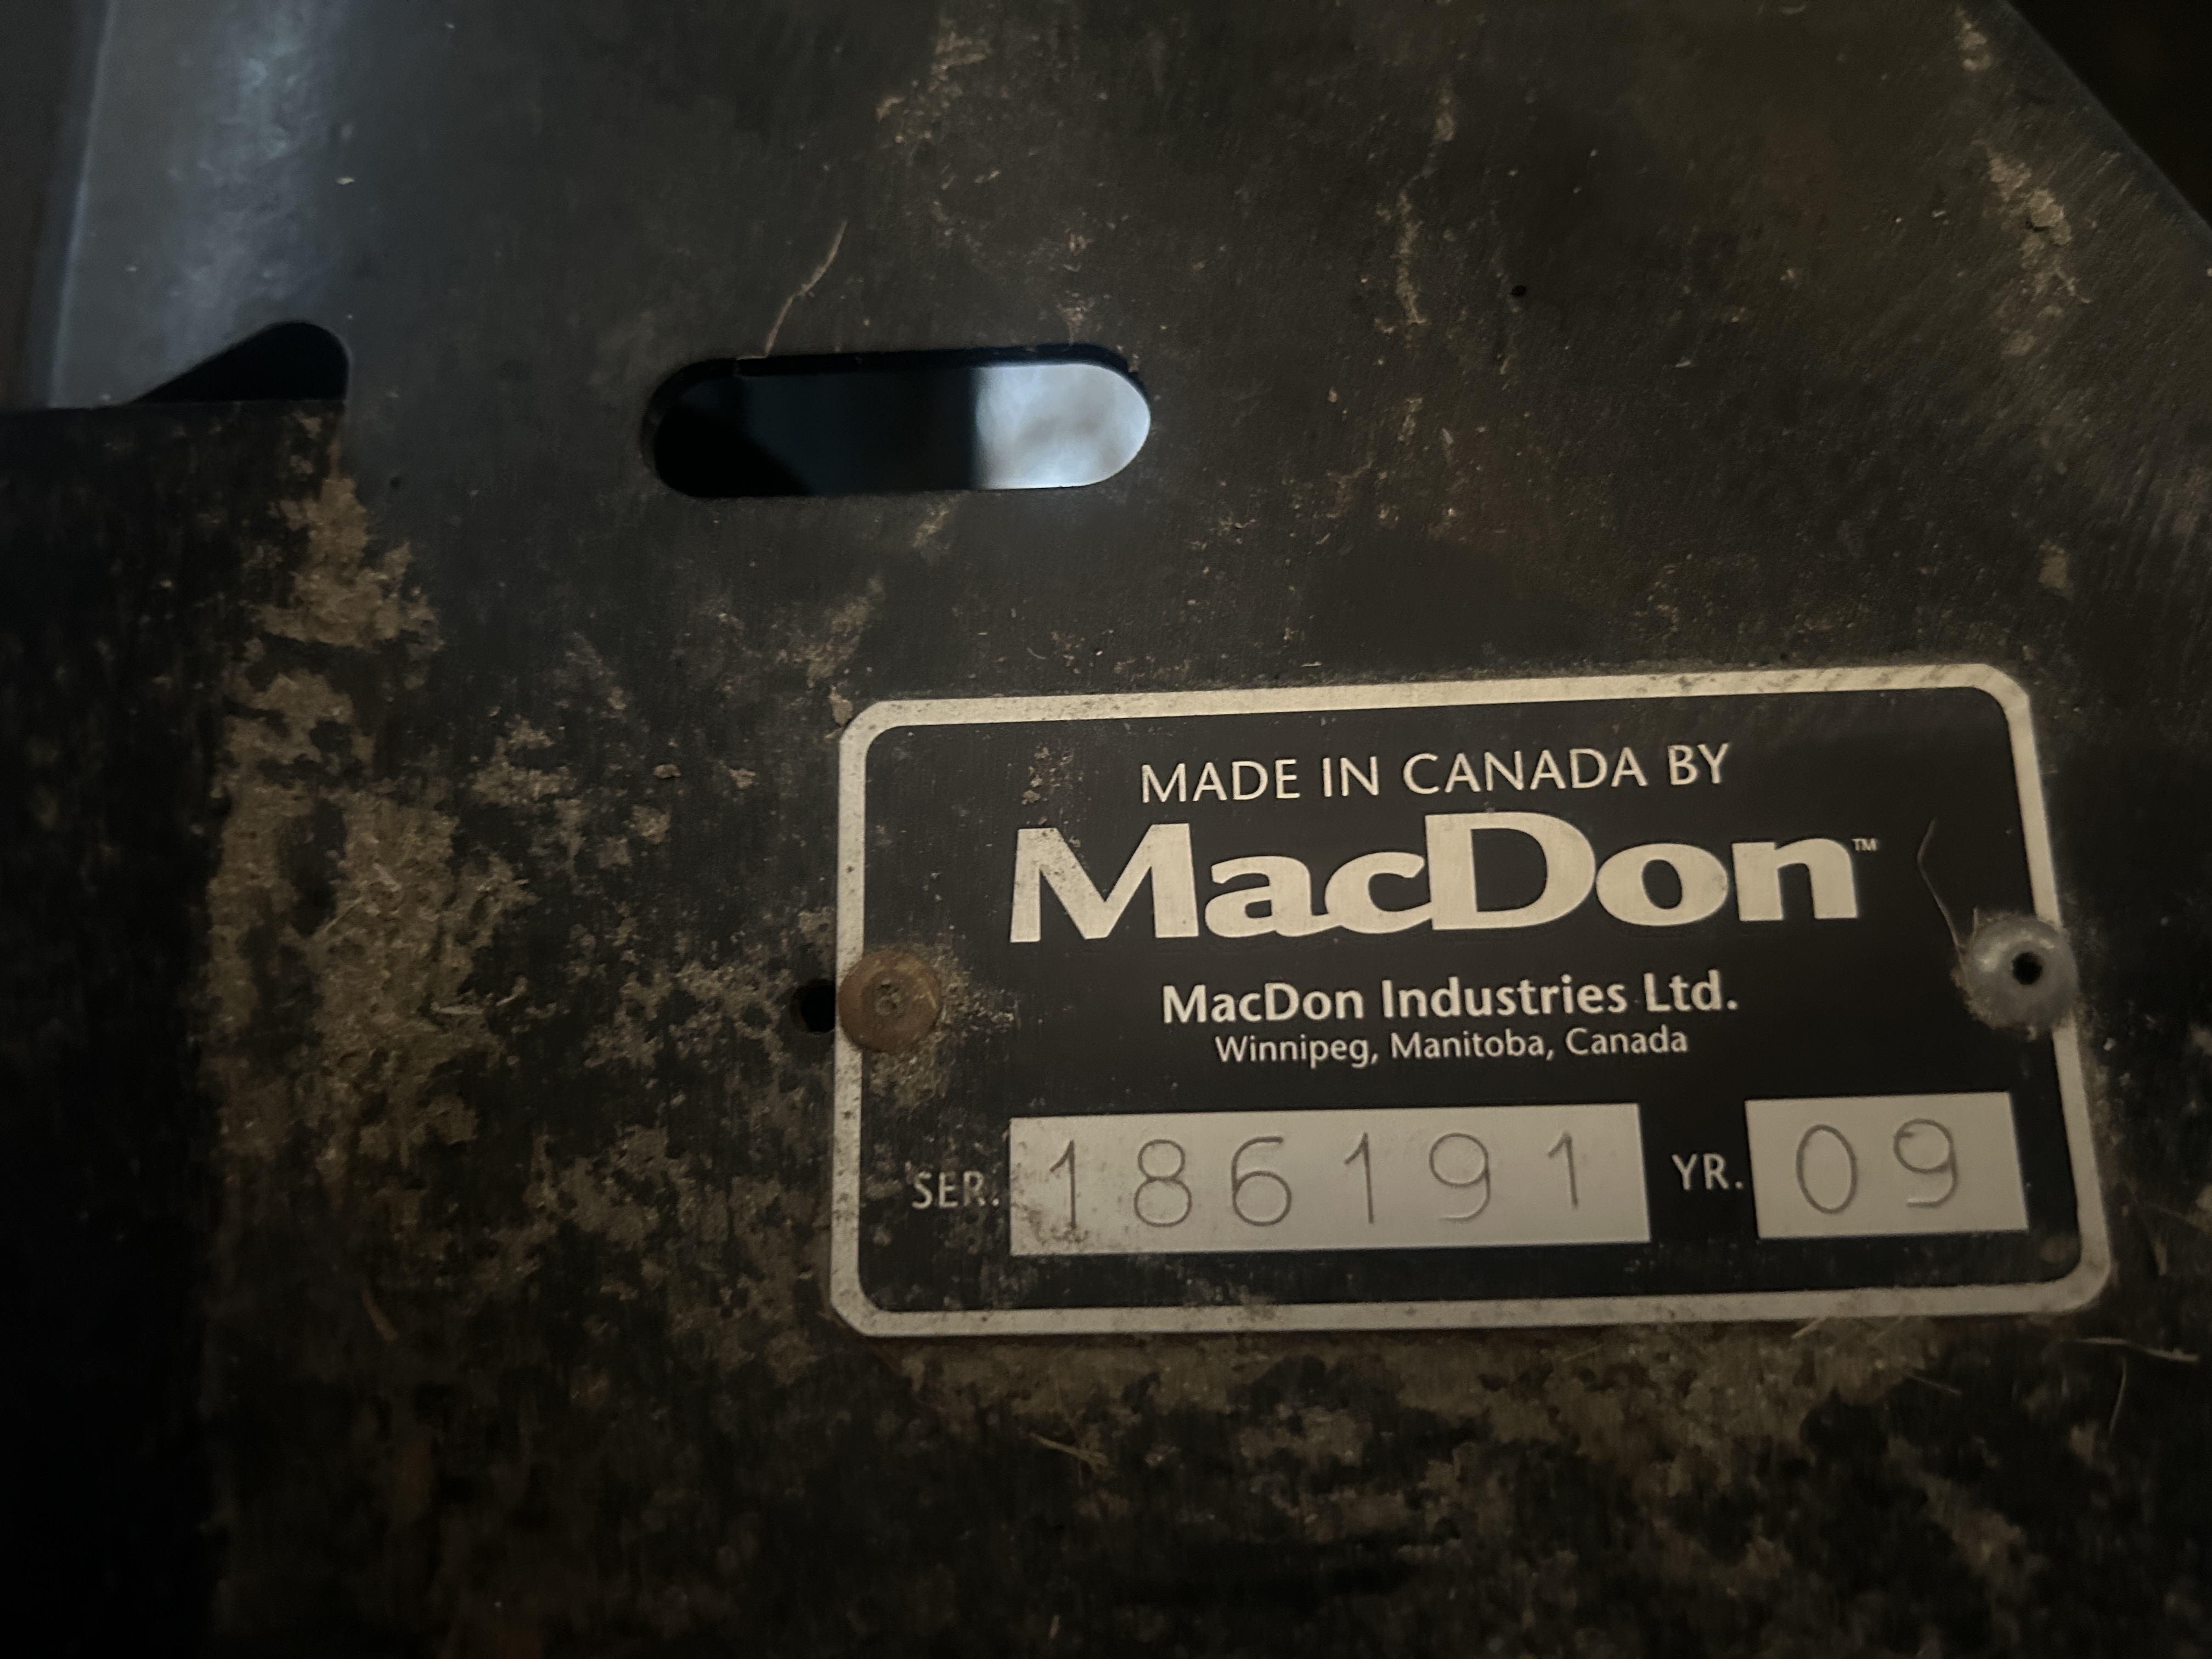 MADE IN CANADA BY
MacDon™
MacDon Industries Ltd.
Winnipeg, Manitoba, Canada
SER. 186191 YR. 09